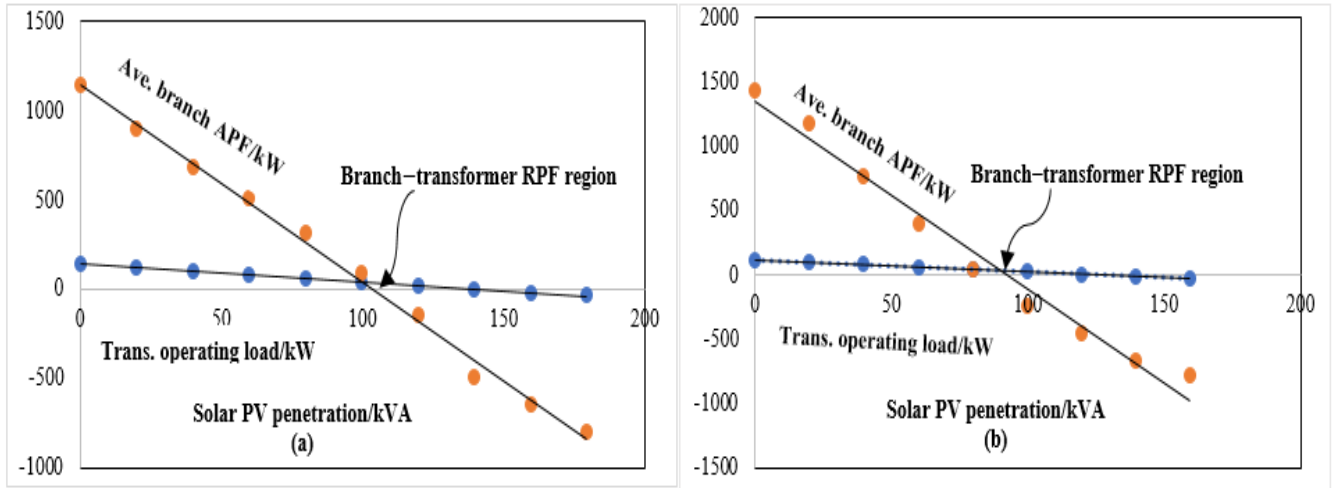 1500
1000
500
0
-500
-1000
0
50
100
150
200
Ave. branch APF/kW
Branch−transformer RPF region
Trans. operating load/kW
Solar PV penetration/kVA
(a)
2000
1500
1000
500
0
-500
-1000
-1500
0
50
100
150
200
Ave. branch APF/kW
Branch−transformer RPF region
Trans. operating load/kW
Solar PV penetration/kVA
(b)